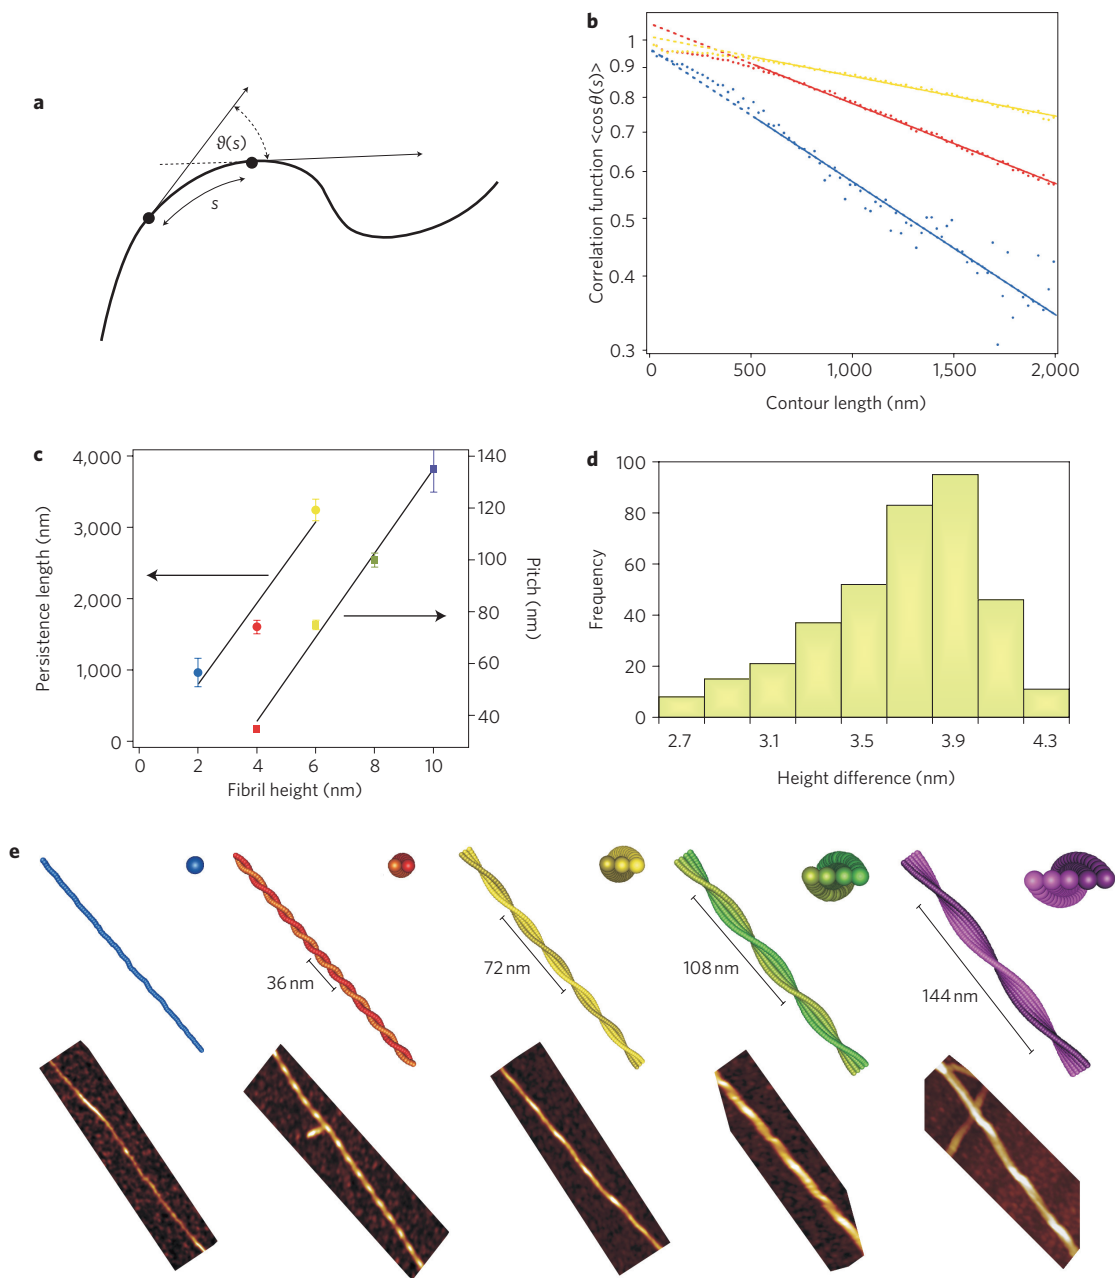 a
ϑ(s)
s
b
Correlation function <cosθ(s)>
1
0.9
0.8
0.7
0.6
0.5
0.4
0.3
0
500
1,000
1,500
2,000
Contour length (nm)
c
Persistence length (nm)
4,000
3,000
2,000
1,000
0
140
120
100
80
60
40
Pitch (nm)
0
2
4
6
8
10
Fibril height (nm)
d
Frequency
100
80
60
40
20
0
2.7
3.1
3.5
3.9
4.3
Height difference (nm)
e
36 nm
72 nm
108 nm
144 nm